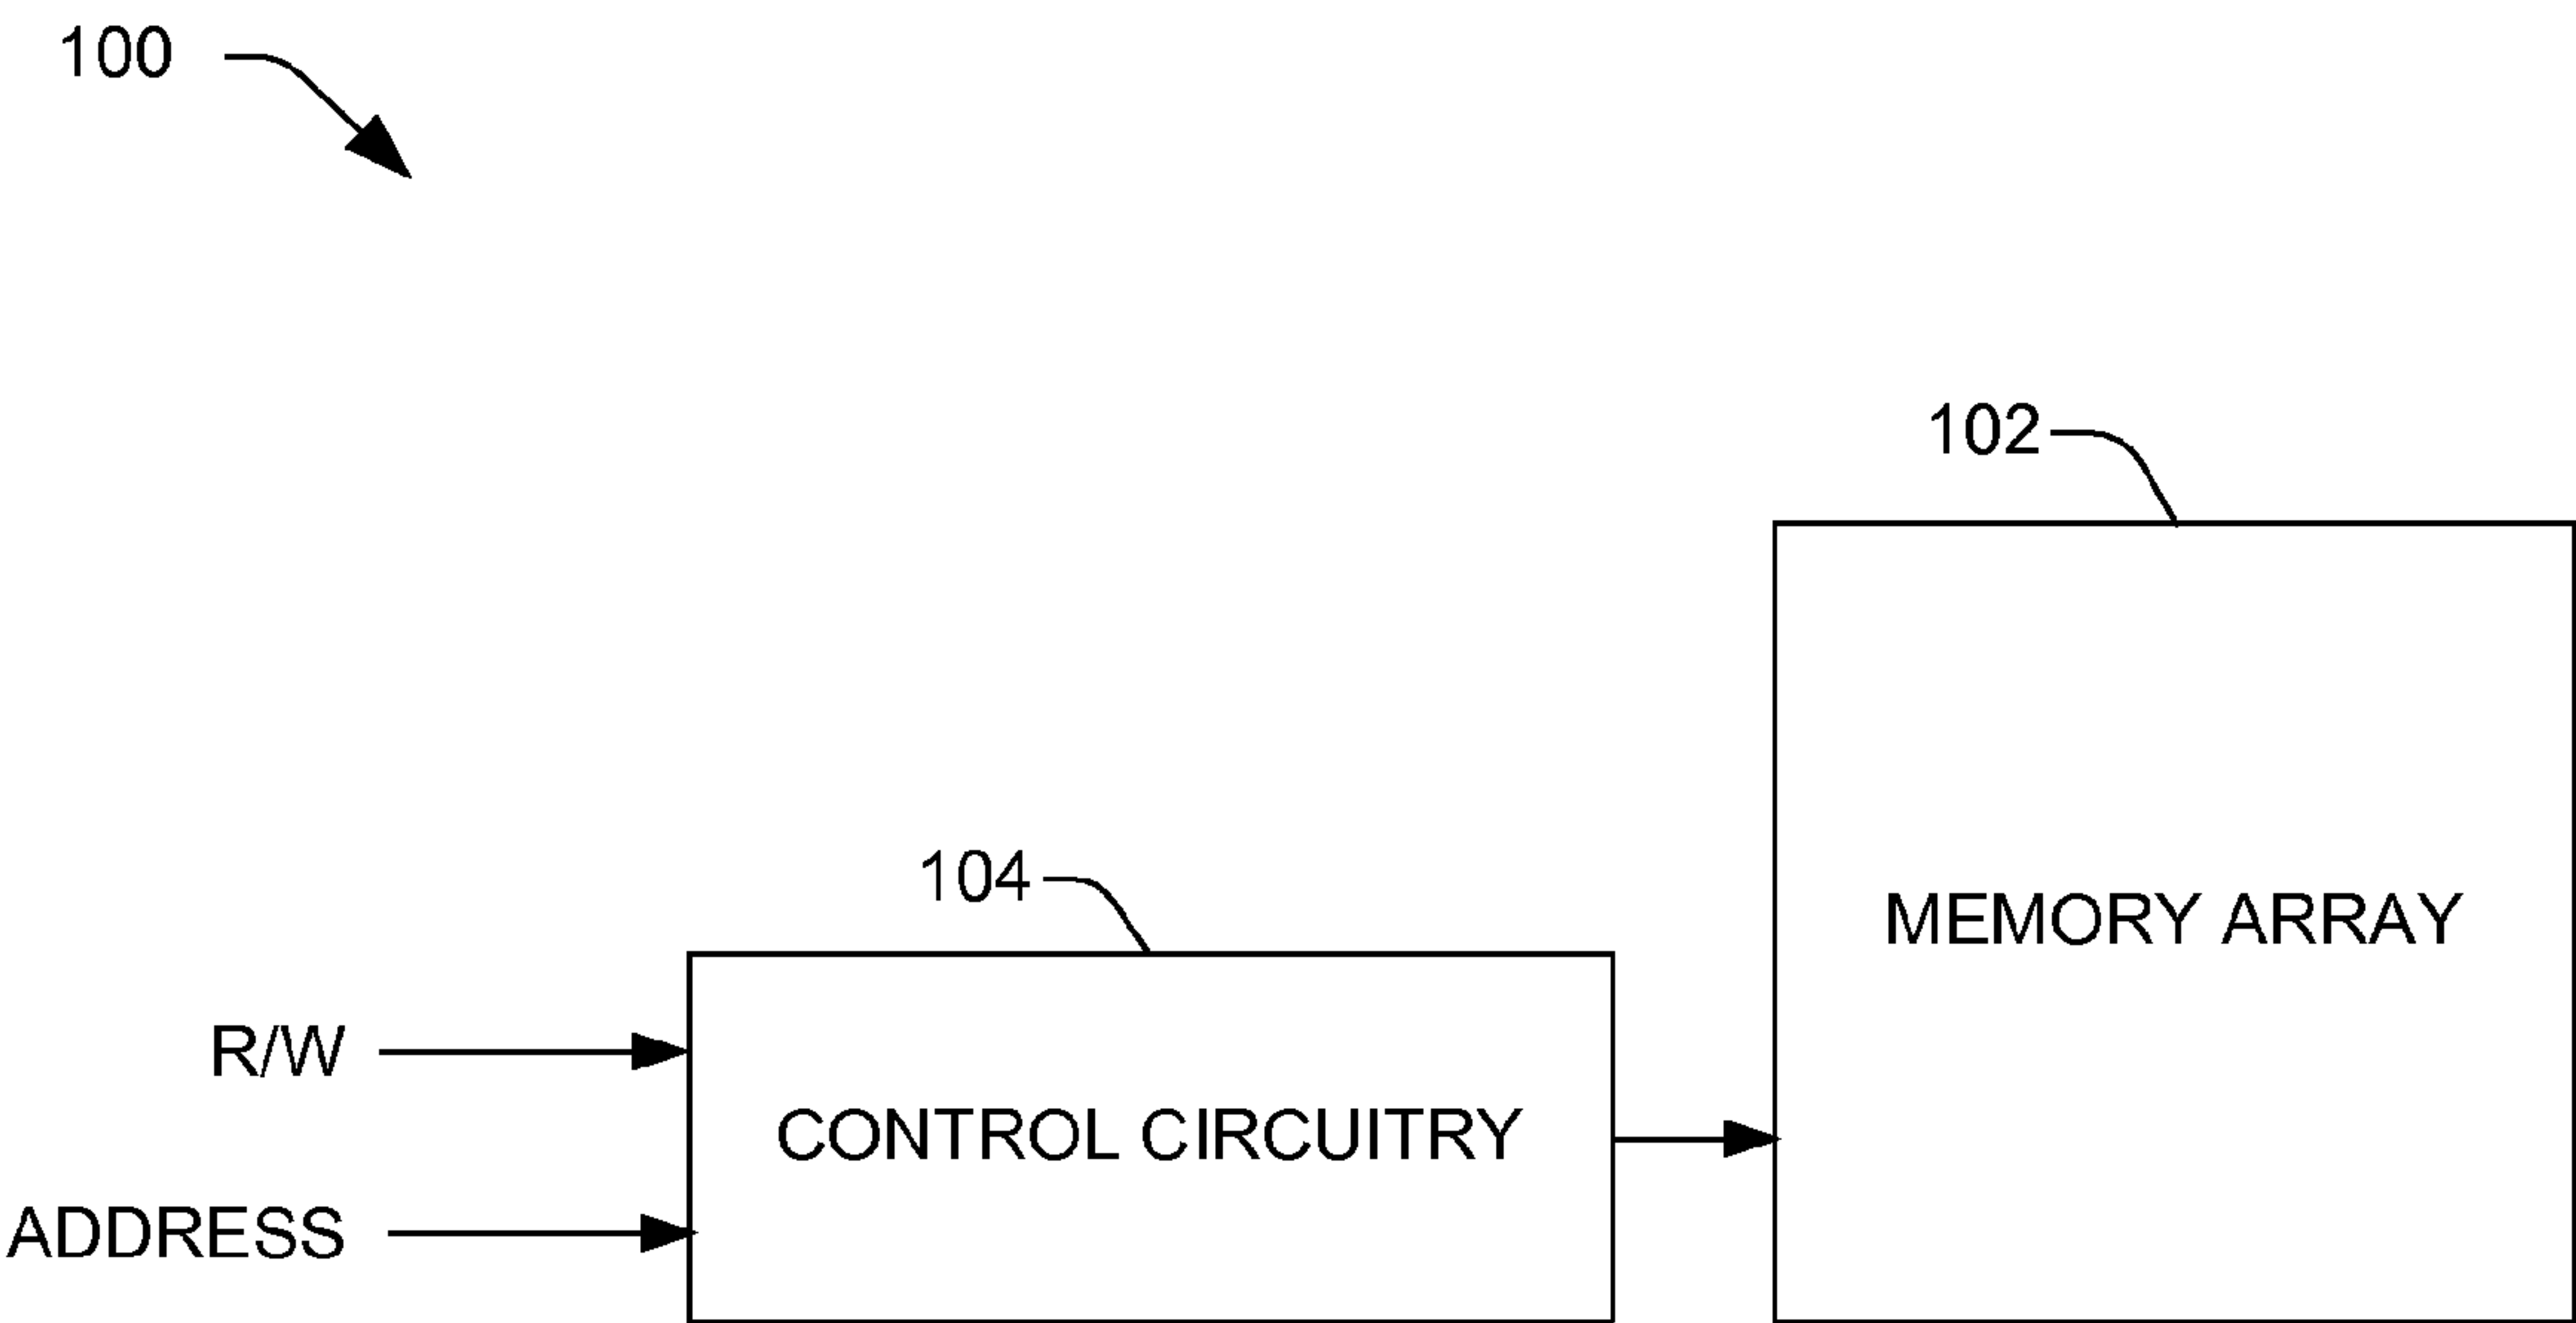 100
102
104
MEMORY ARRAY
R/W
CONTROL CIRCUITRY
ADDRESS